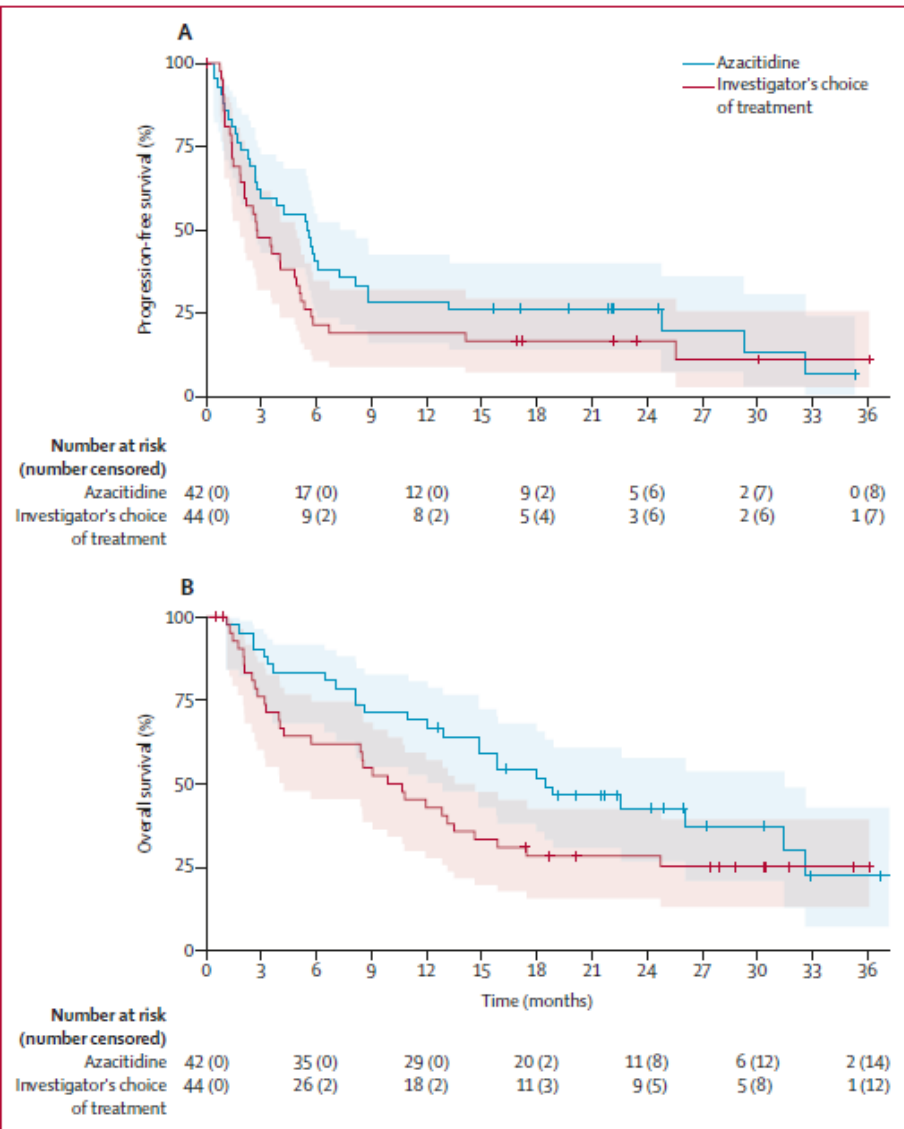 A
Azacitidine
Investigator's choice
of treatment
Progression-free survival (%)
100
75
50
25
0
0 3 6 9 12 15 18 21 24 27 30 33 36
Number at risk
(number censored)
Azacitidine 42 (0) 17 (0) 12 (0) 9 (2) 5 (6) 2 (7) 0 (8)
Investigator's choice 44 (0) 9 (2) 8 (2) 5 (4) 3 (6) 2 (6) 1 (7)
of treatment
B
Overall survival (%)
100
75
50
25
0
0 3 6 9 12 15 18 21 24 27 30 33 36
Time (months)
Number at risk
(number censored)
Azacitidine 42 (0) 35 (0) 29 (0) 20 (2) 11 (8) 6 (12) 2 (14)
Investigator's choice 44 (0) 26 (2) 18 (2) 11 (3) 9 (5) 5 (8) 1 (12)
of treatment